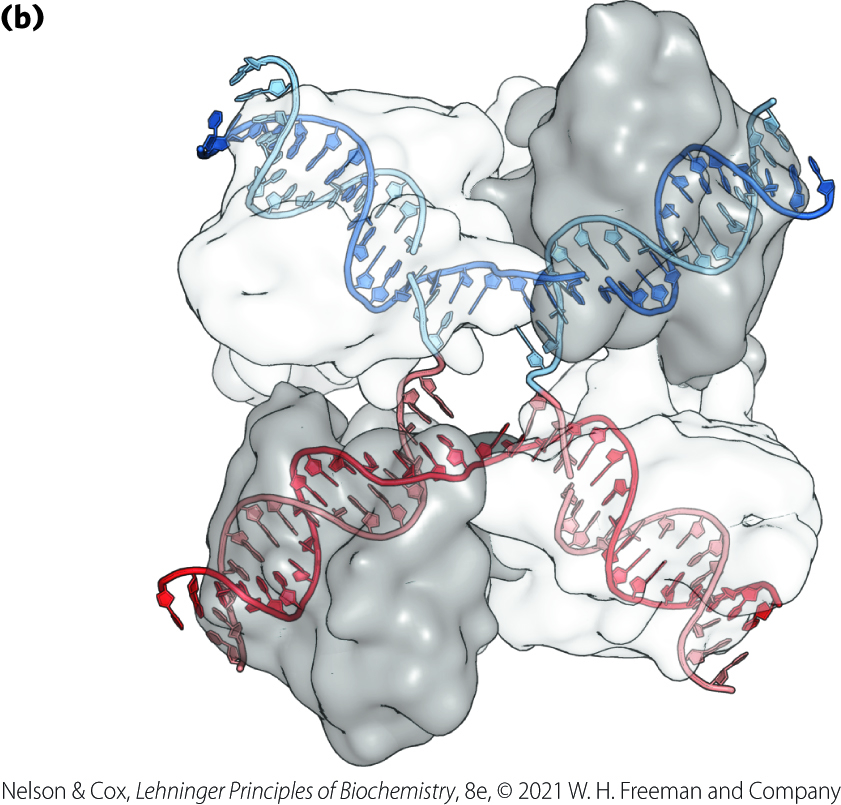 (b)
Nelson & Cox, Lehninger Principles of Biochemistry, 8e, © 2021 W. H. Freeman and Company